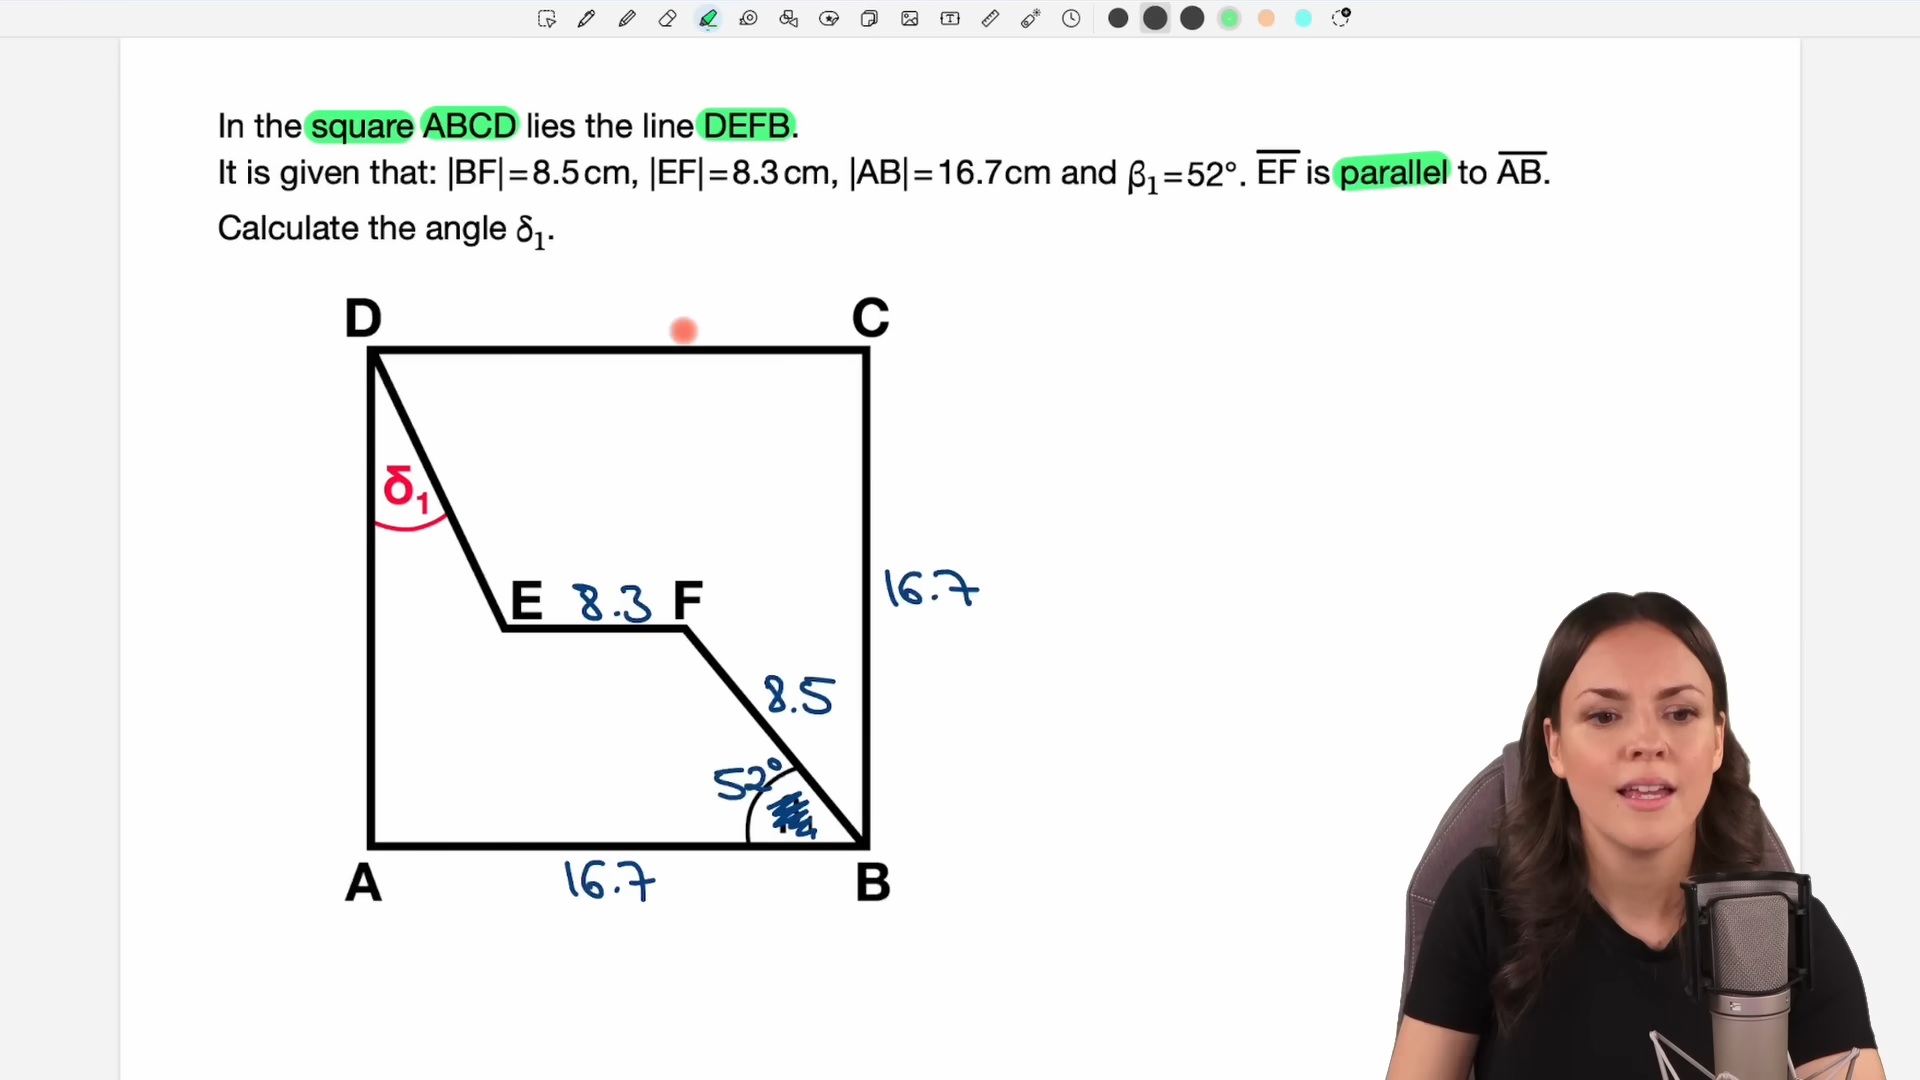 In the square ABCD lies the line DEFB.
It is given that: |BF|=8.5cm, |EF|=8.3cm, |AB|=16.7cm and β₁=52°. E̅F̅ is parallel to A̅B̅.
Calculate the angle δ₁.
D C
δ₁
E 8.3 F
16.7
8.5
52°
A 16.7 B